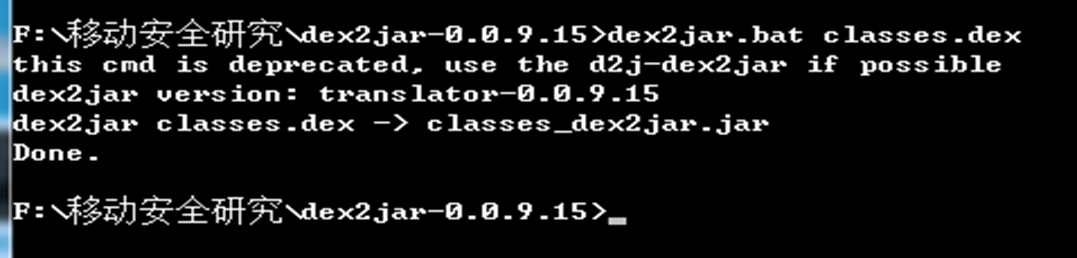 F:\移动安全研究\dex2jar-0.0.9.15>dex2jar.bat classes.dex
this cmd is deprecated, use the d2j-dex2jar if possible
dex2jar version: translator-0.0.9.15
dex2jar classes.dex -> classes_dex2jar.jar
Done.
F:\移动安全研究\dex2jar-0.0.9.15>_